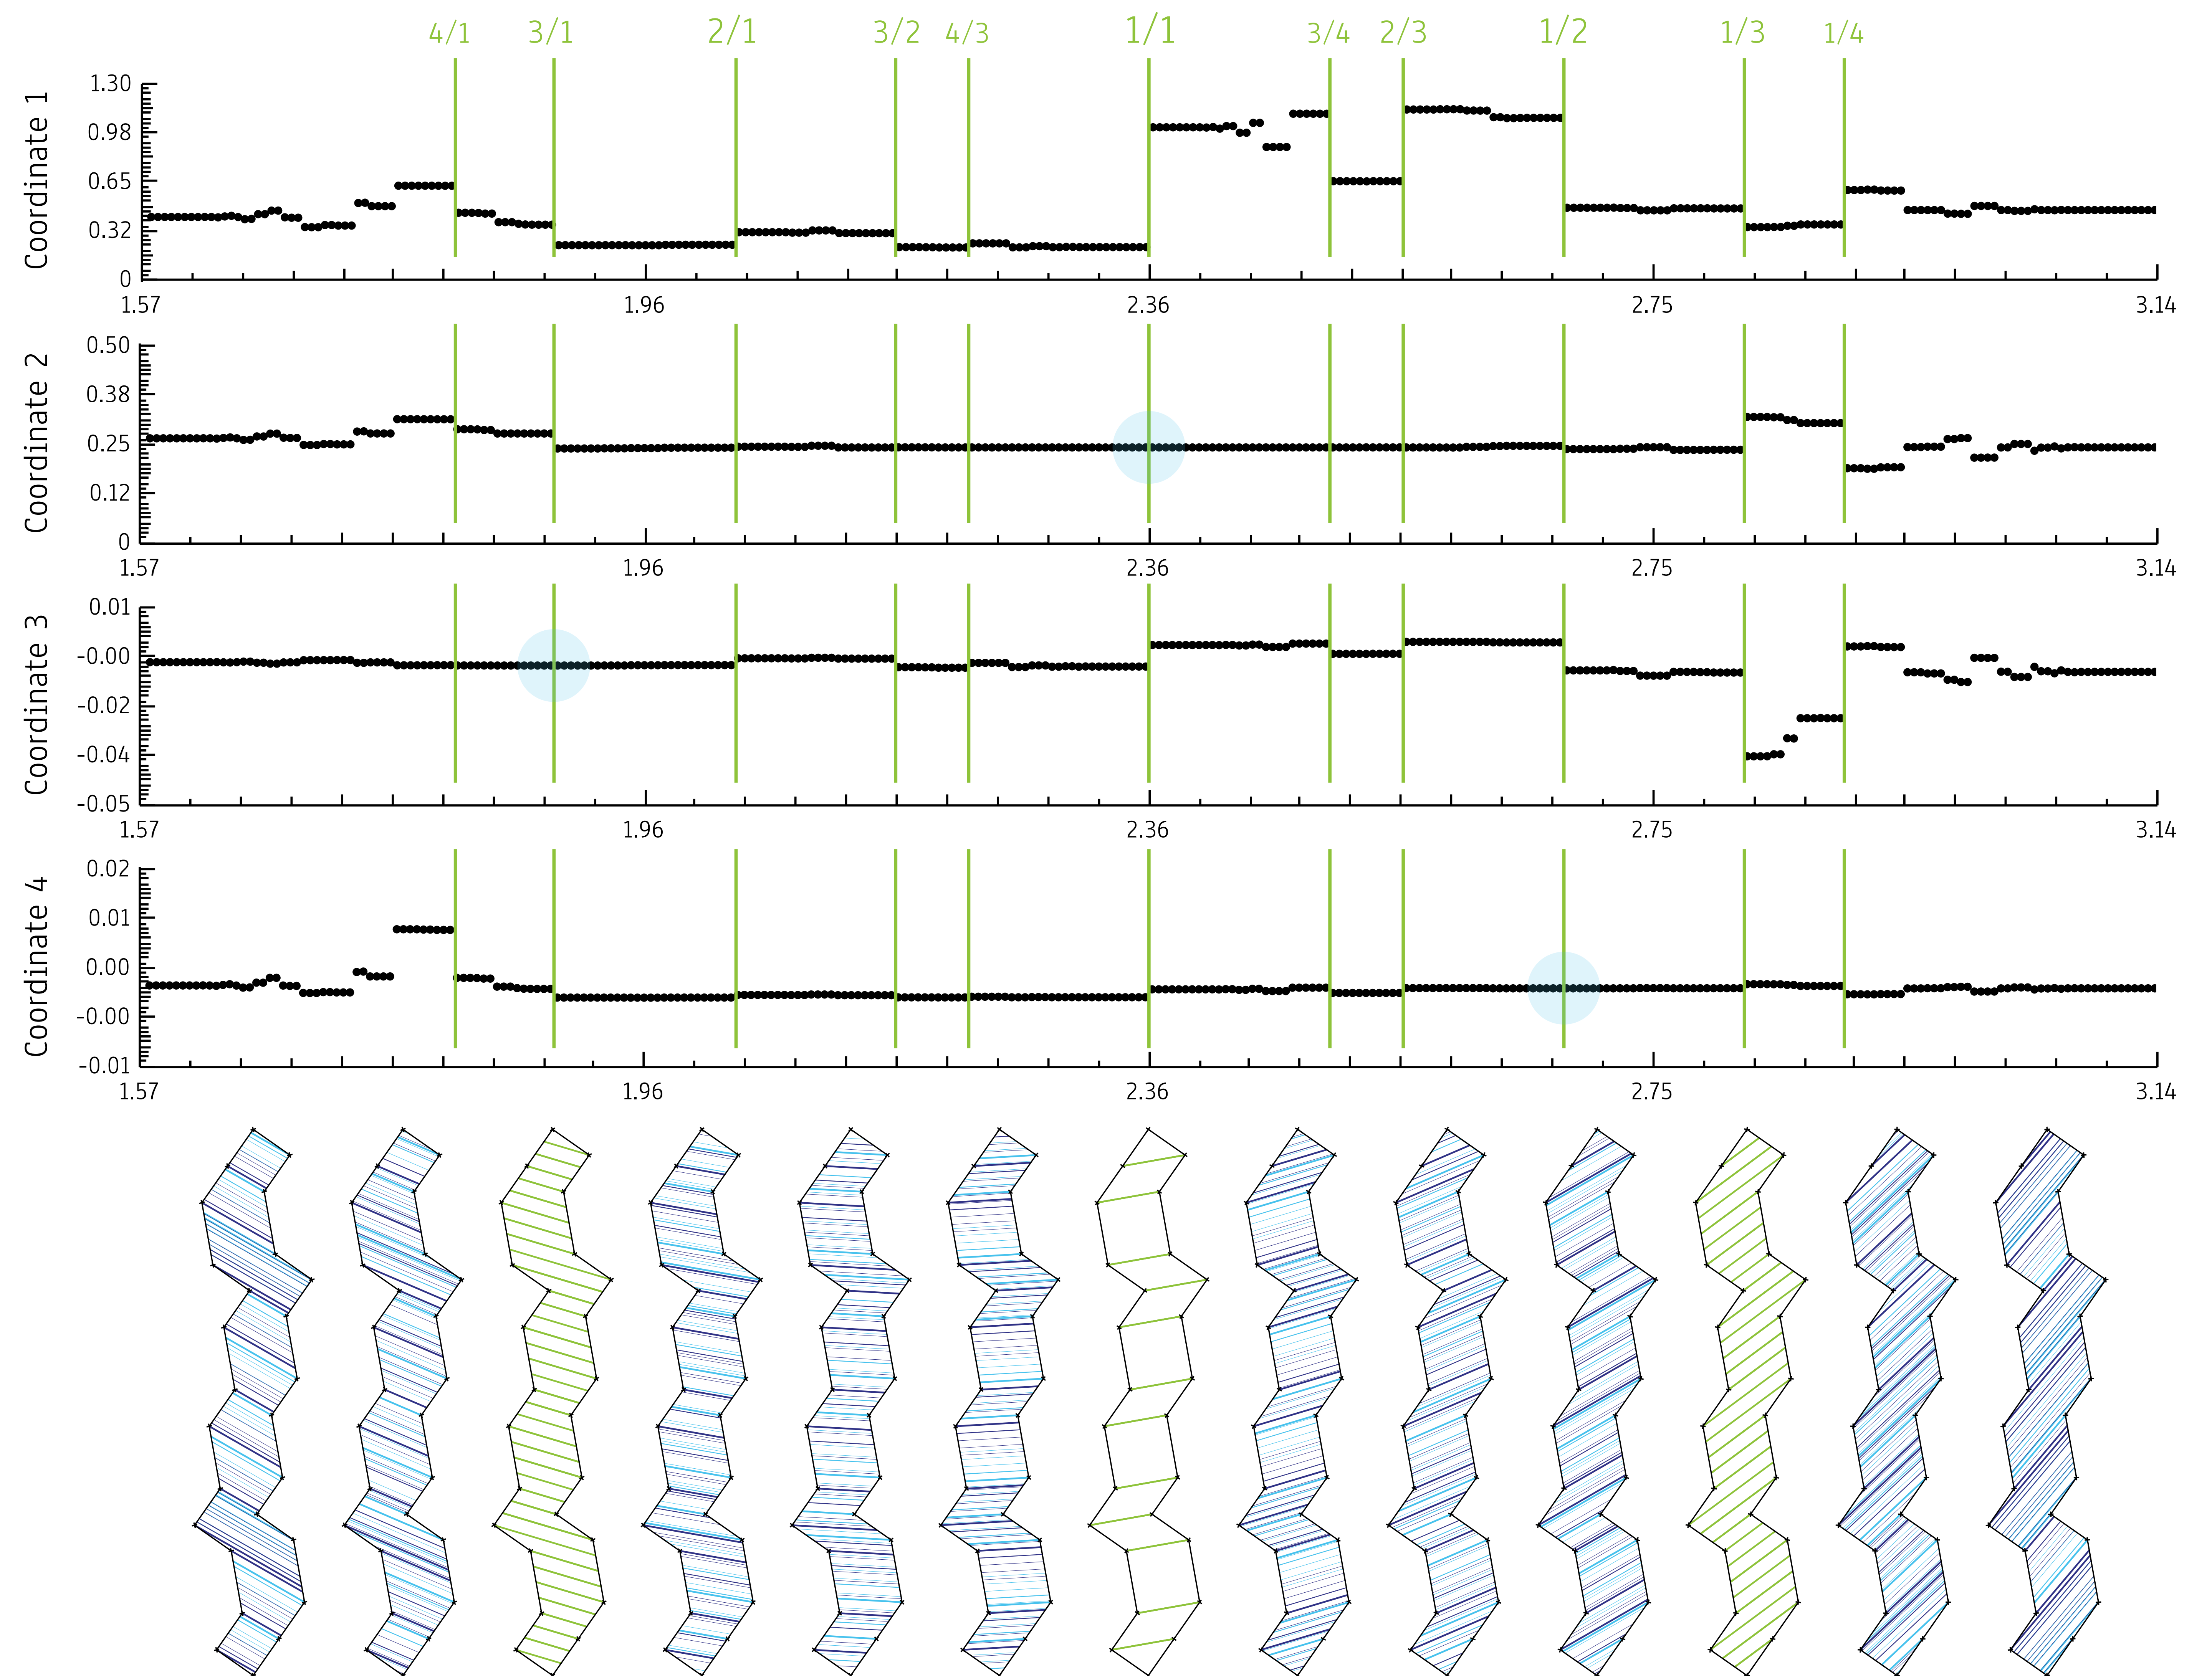 4/1 3/1 2/1 3/2 4/3 1/1 3/4 2/3 1/2 1/3 1/4
Coordinate 1
1.30
0.98
0.65
0.32
0
1.57 1.96 2.36 2.75 3.14
Coordinate 2
0.50
0.38
0.25
0.12
0
1.57 1.96 2.36 2.75 3.14
Coordinate 3
0.01
-0.00
-0.02
-0.04
-0.05
1.57 1.96 2.36 2.75 3.14
Coordinate 4
0.02
0.01
0.00
-0.00
-0.01
1.57 1.96 2.36 2.75 3.14